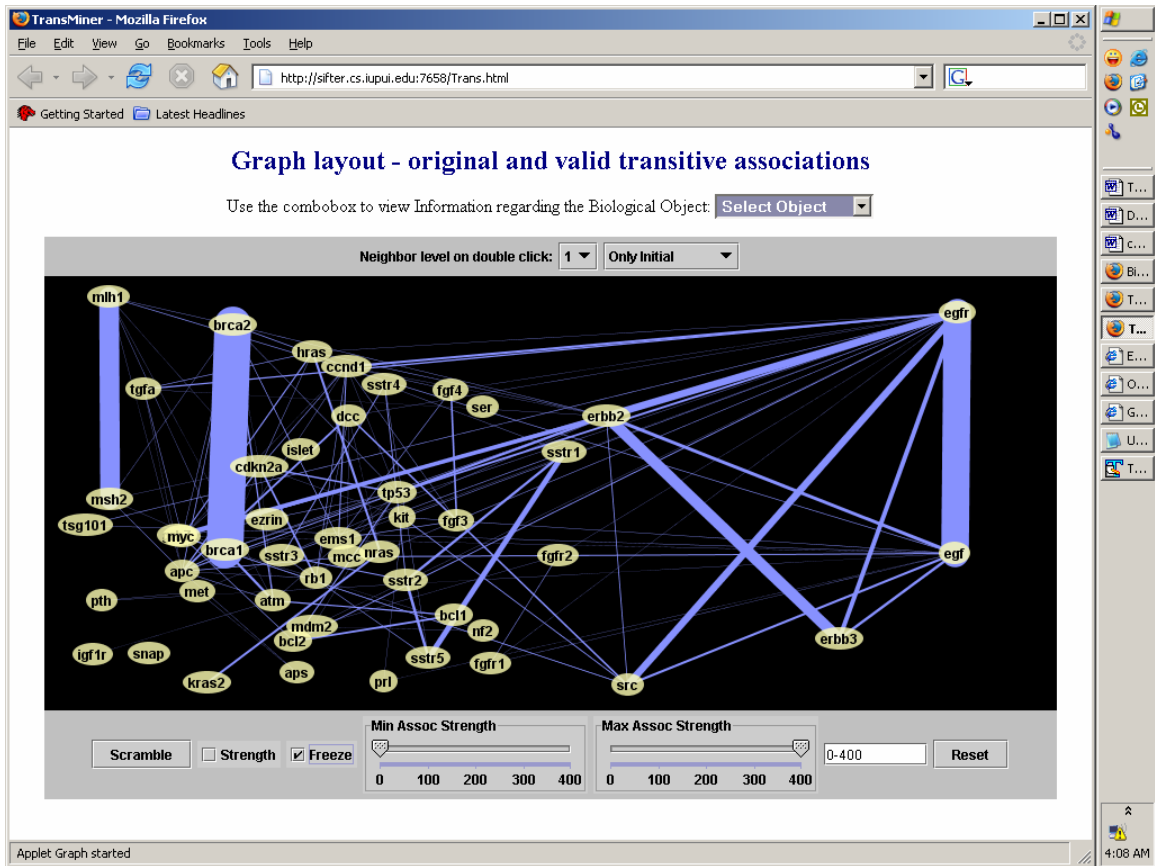 TransMiner - Mozilla Firefox
File Edit View Go Bookmarks Tools Help
http://sifter.cs.iupui.edu:7658/Trans.html
G
Getting Started Latest Headlines
Graph layout - original and valid transitive associations
Use the combobox to view Information regarding the Biological Object: Select Object
Neighbor level on double click: 1 Only Initial
mlh1
egfr
brca2
hras
ccnd1
sstr4
tgfa
fgf4
ser
dcc
erbb2
islet
sstr1
cdkn2a
tp53
msh2
kit
ezrin
fgf3
tsg101
myc
ems1
brca1
sstr3
mcc
nras
fgfr2
egf
apc
rb1
sstr2
met
pth
atm
bcl1
mdm2
nf2
bcl2
erbb3
igf1r
snap
sstr5
fgfr1
aps
kras2
prl
src
Min Assoc Strength
Max Assoc Strength
Scramble Strength Freeze
0-400 Reset
0 100 200 300 400
0 100 200 300 400
Applet Graph started
T...
D...
c...
Bi...
T...
T...
E...
O...
G...
U...
T...
4:08 AM